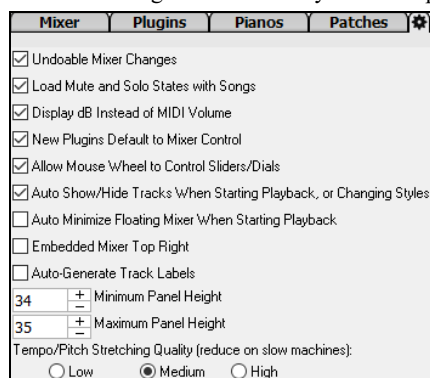 Mixer Plugins Pianos Patches
Undoable Mixer Changes
Load Mute and Solo States with Songs
Display dB Instead of MIDI Volume
New Plugins Default to Mixer Control
Allow Mouse Wheel to Control Sliders/Dials
Auto Show/Hide Tracks When Starting Playback, or Changing Styles
Auto Minimize Floating Mixer When Starting Playback
Embedded Mixer Top Right
Auto-Generate Track Labels
34 + - Minimum Panel Height
35 + - Maximum Panel Height
Tempo/Pitch Stretching Quality (reduce on slow machines):
Low Medium High